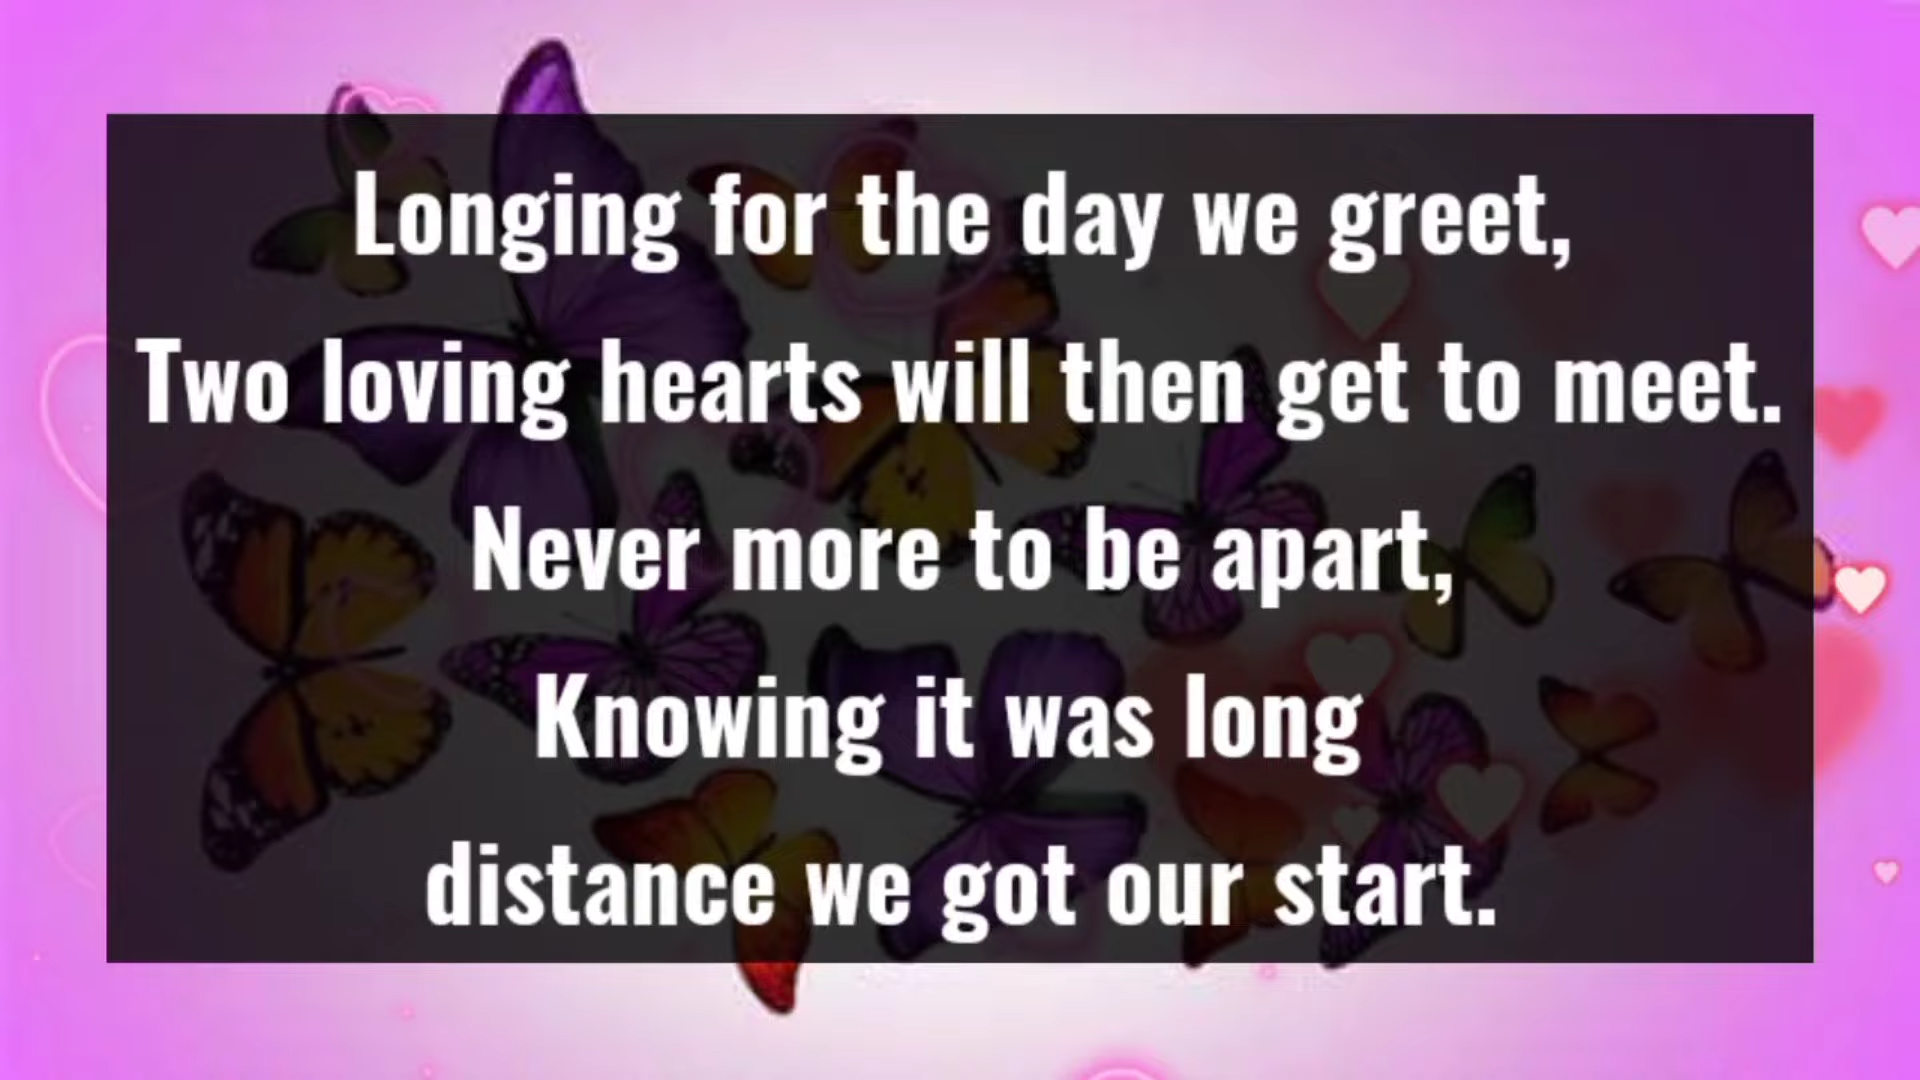 Longing for the day we greet,
Two loving hearts will then get to meet.
Never more to be apart,
Knowing it was long
distance we got our start.